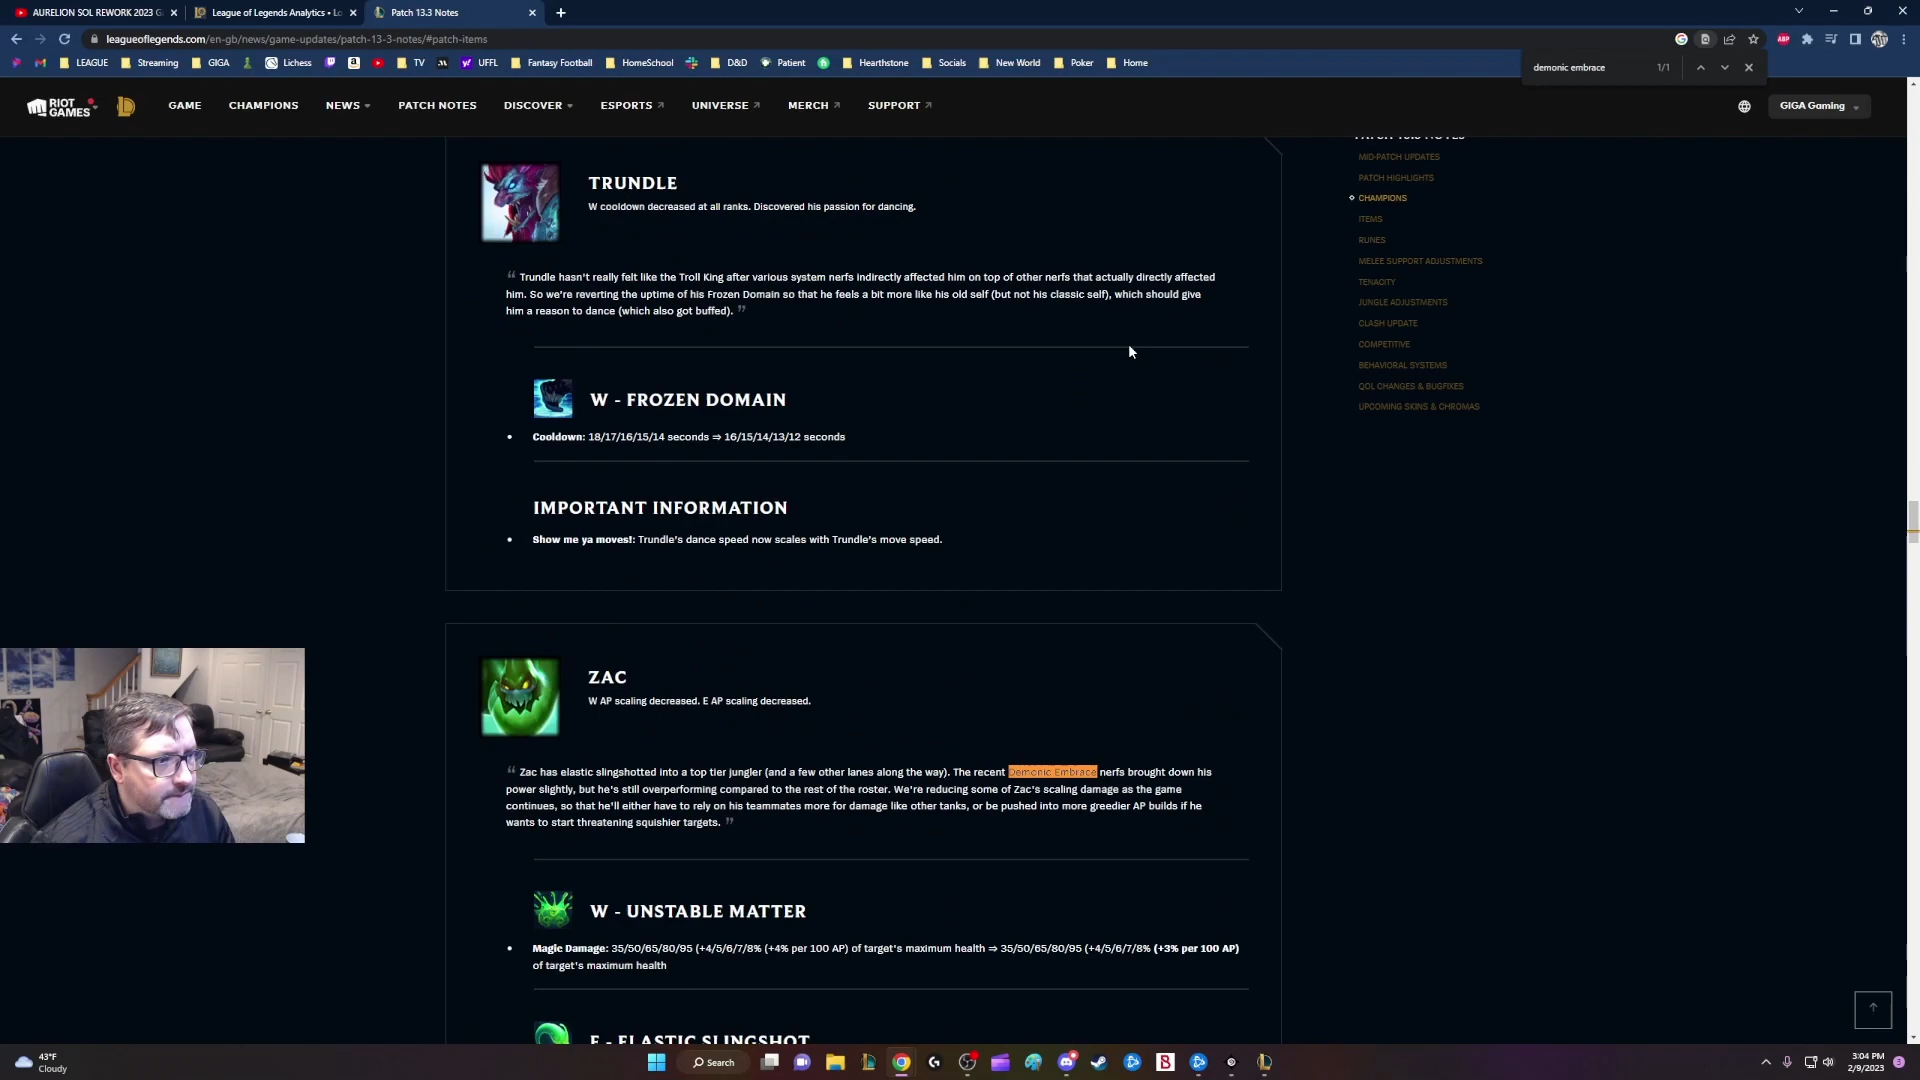 AURELION SOL REWORK 2023 G
League of Legends Analytics • Lo
Patch 13.3 Notes
leagueoflegends.com/en-gb/news/game-updates/patch-13-3-notes/#patch-items
ABP
LEAGUE Streaming GIGA Lichess TV UFFL Fantasy Football HomeSchool D&D Patient Hearthstone Socials New World Poker Home
demonic embrace 1/1
RIOT GAMES
GAME CHAMPIONS NEWS PATCH NOTES DISCOVER ESPORTS UNIVERSE MERCH SUPPORT
GIGA Gaming
PATCH 13.3 NOTES
MID-PATCH UPDATES
PATCH HIGHLIGHTS
CHAMPIONS
ITEMS
RUNES
MELEE SUPPORT ADJUSTMENTS
TENACITY
JUNGLE ADJUSTMENTS
CLASH UPDATE
COMPETITIVE
BEHAVIORAL SYSTEMS
QOL CHANGES & BUGFIXES
UPCOMING SKINS & CHROMAS
TRUNDLE
W cooldown decreased at all ranks. Discovered his passion for dancing.
“ Trundle hasn't really felt like the Troll King after various system nerfs indirectly affected him on top of other nerfs that actually directly affected
him. So we're reverting the uptime of his Frozen Domain so that he feels a bit more like his old self (but not his classic self), which should give
him a reason to dance (which also got buffed). ”
W - FROZEN DOMAIN
• Cooldown: 18/17/16/15/14 seconds ⇒ 16/15/14/13/12 seconds
IMPORTANT INFORMATION
• Show me ya moves!: Trundle's dance speed now scales with Trundle's move speed.
ZAC
W AP scaling decreased. E AP scaling decreased.
“ Zac has elastic slingshotted into a top tier jungler (and a few other lanes along the way). The recent Demonic Embrace nerfs brought down his
power slightly, but he's still overperforming compared to the rest of the roster. We're reducing some of Zac's scaling damage as the game
continues, so that he'll either have to rely on his teammates more for damage like other tanks, or be pushed into more greedier AP builds if he
wants to start threatening squishier targets. ”
W - UNSTABLE MATTER
• Magic Damage: 35/50/65/80/95 (+4/5/6/7/8% (+4% per 100 AP) of target's maximum health ⇒ 35/50/65/80/95 (+4/5/6/7/8% (+3% per 100 AP)
of target's maximum health
E - ELASTIC SLINGSHOT
43°F
Cloudy
Search
3:04 PM
2/9/2023
3